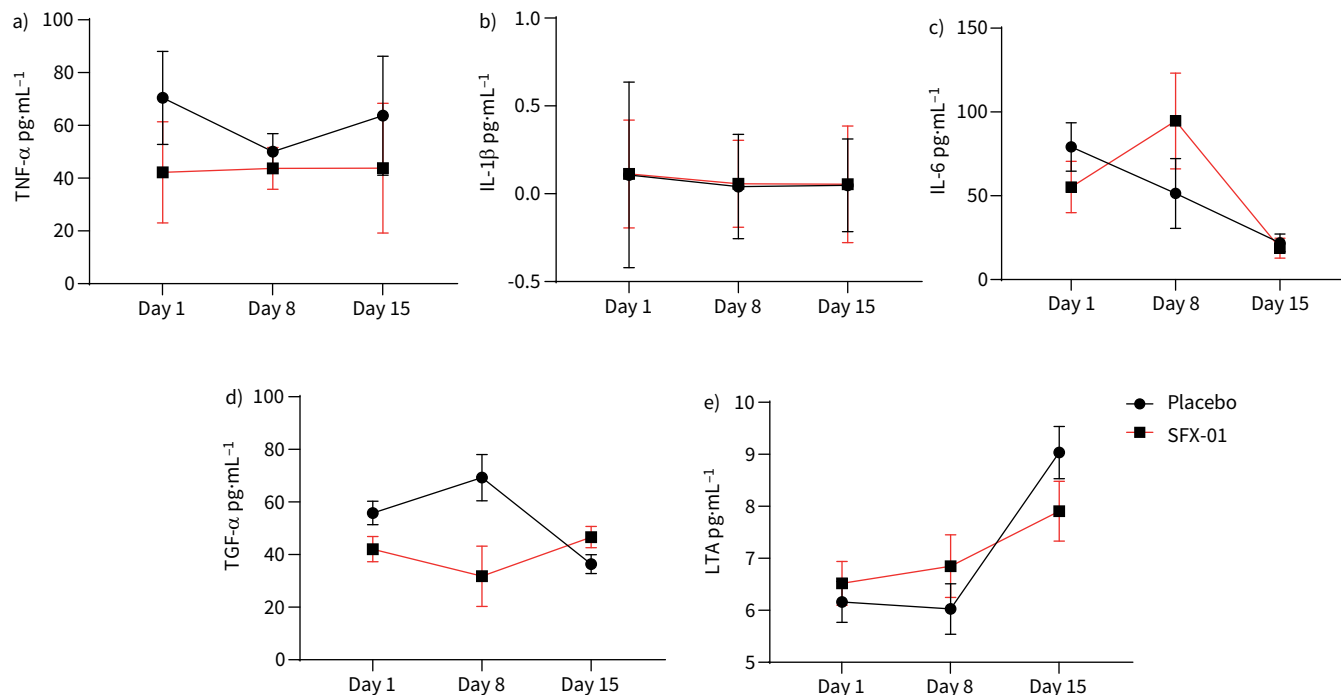 a)
TNF-α pg·mL⁻¹
100
80
60
40
20
0
Day 1 Day 8 Day 15
b)
IL-1β pg·mL⁻¹
1.0
0.5
0.0
-0.5
Day 1 Day 8 Day 15
c)
IL-6 pg·mL⁻¹
150
100
50
0
Day 1 Day 8 Day 15
d)
TGF-α pg·mL⁻¹
100
80
60
40
20
0
Day 1 Day 8 Day 15
e)
LTA pg·mL⁻¹
10
9
8
7
6
5
Day 1 Day 8 Day 15
Placebo
SFX-01